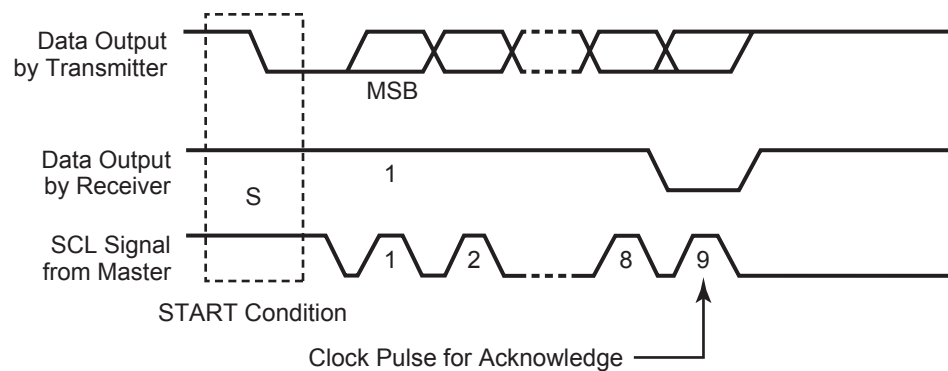 Data Output
by Transmitter
MSB
Data Output
by Receiver
1
S
SCL Signal
from Master
1
2
8
9
START Condition
Clock Pulse for Acknowledge